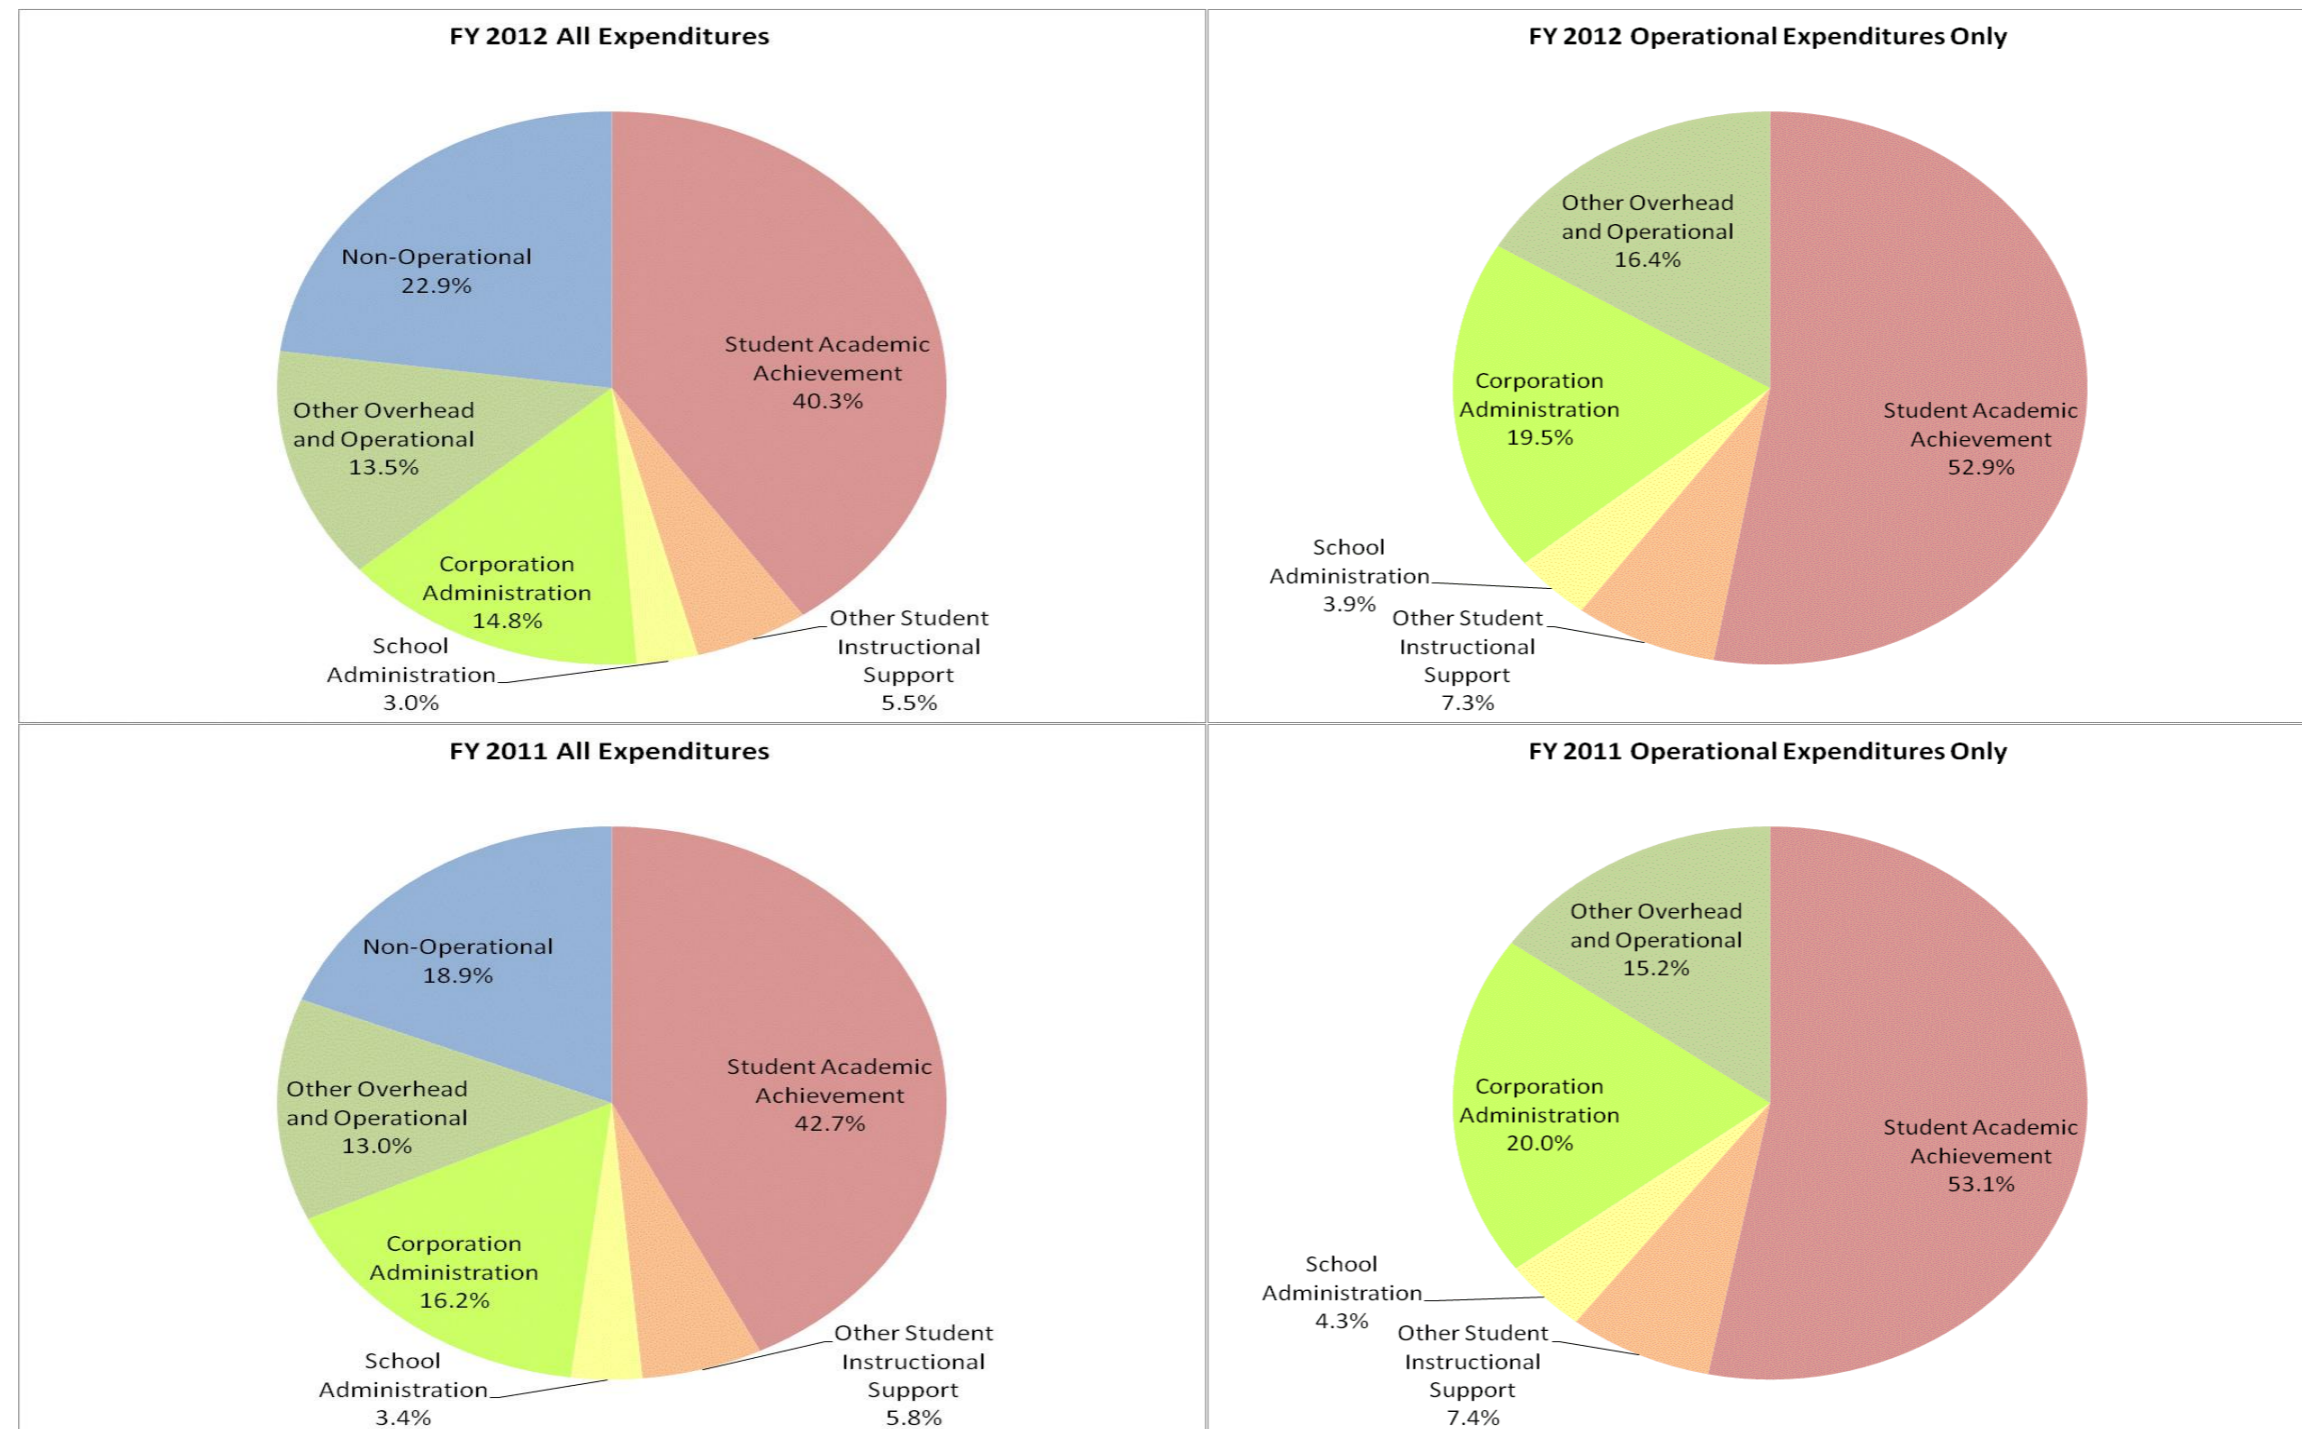 FY 2012 All Expenditures
Non-Operational
22.9%
Student Academic
Achievement
40.3%
Other Overhead
and Operational
13.5%
Corporation
Administration
14.8%
School
Administration
3.0%
Other Student
Instructional
Support
5.5%
FY 2012 Operational Expenditures Only
Other Overhead
and Operational
16.4%
Corporation
Administration
19.5%
Student Academic
Achievement
52.9%
School
Administration
3.9%
Other Student
Instructional
Support
7.3%
FY 2011 All Expenditures
Non-Operational
18.9%
Student Academic
Achievement
42.7%
Other Overhead
and Operational
13.0%
Corporation
Administration
16.2%
School
Administration
3.4%
Other Student
Instructional
Support
5.8%
FY 2011 Operational Expenditures Only
Other Overhead
and Operational
15.2%
Corporation
Administration
20.0%
Student Academic
Achievement
53.1%
School
Administration
4.3%
Other Student
Instructional
Support
7.4%